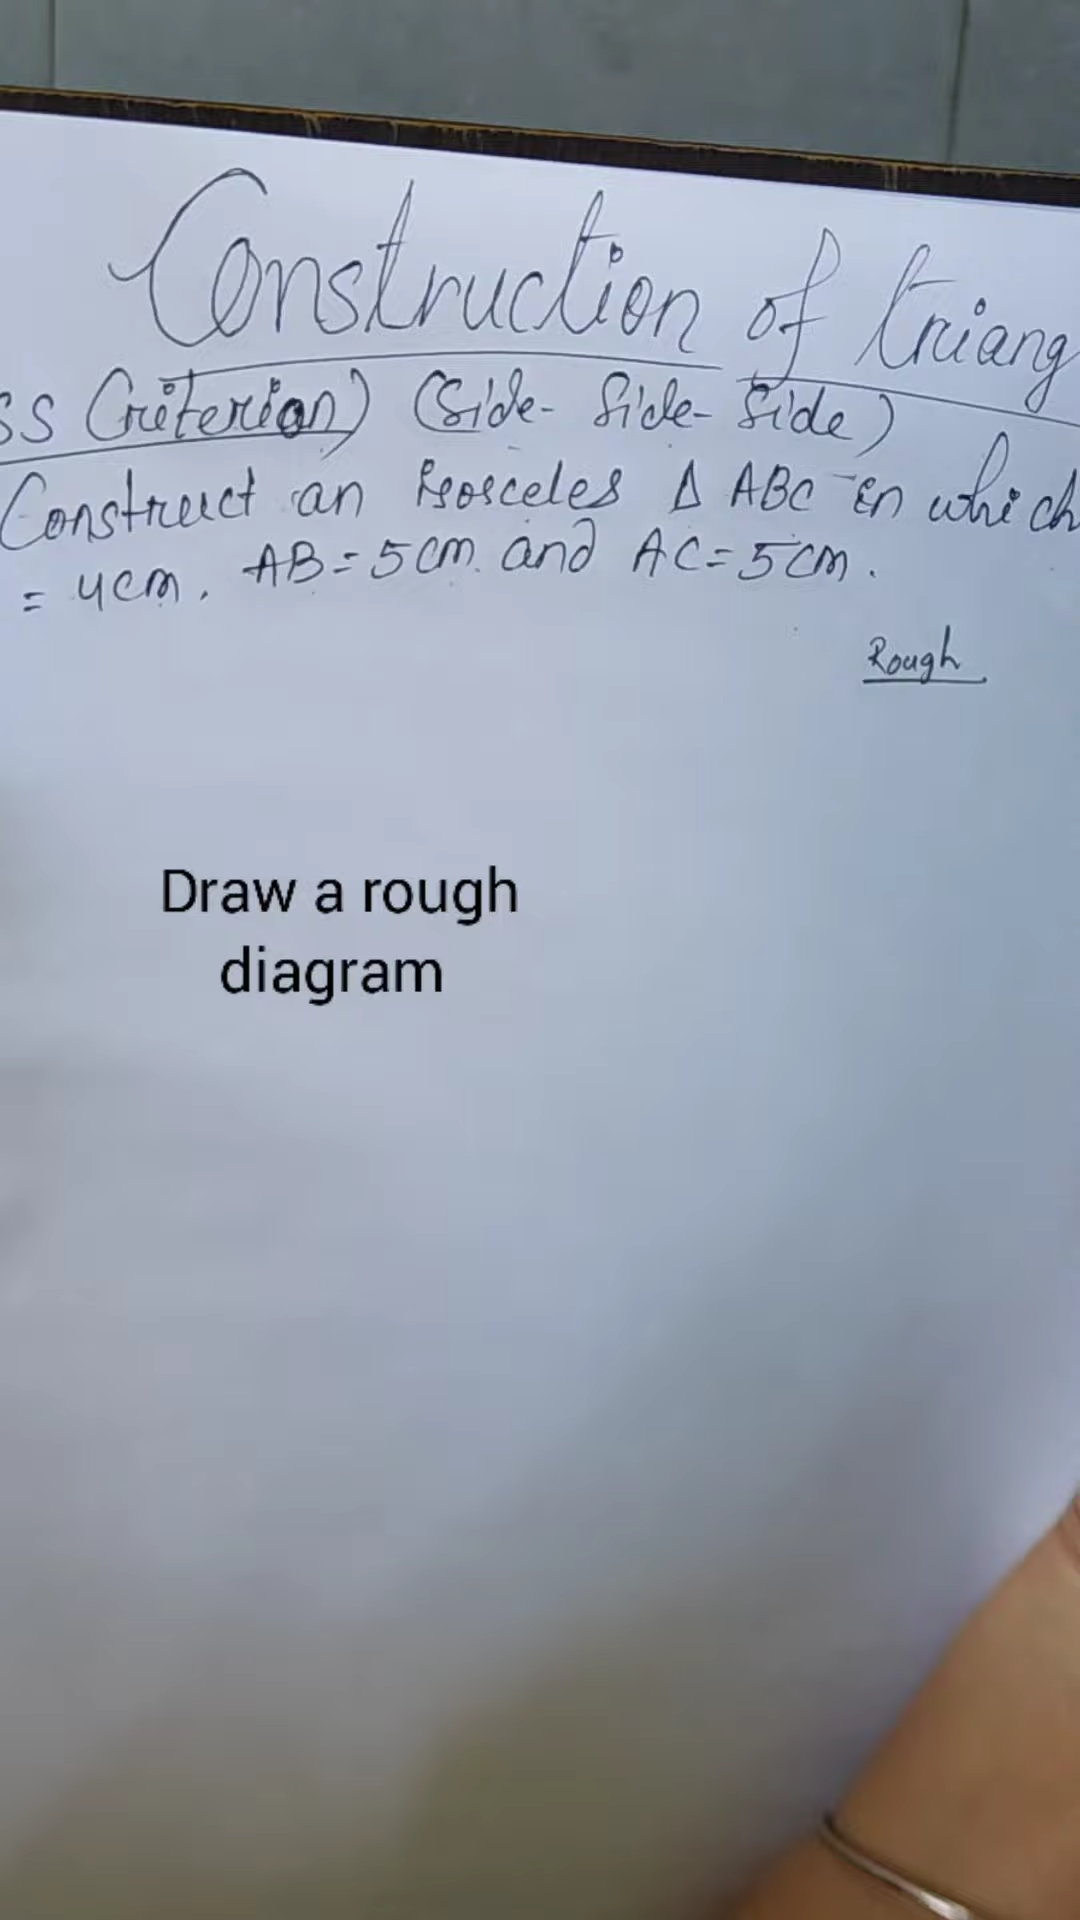 Construction of triang
SS Criterion) (Side-Side-Side)
Construct an isosceles Δ ABC in which
= 4cm, AB=5cm and AC=5cm.
Rough
Draw a rough
diagram